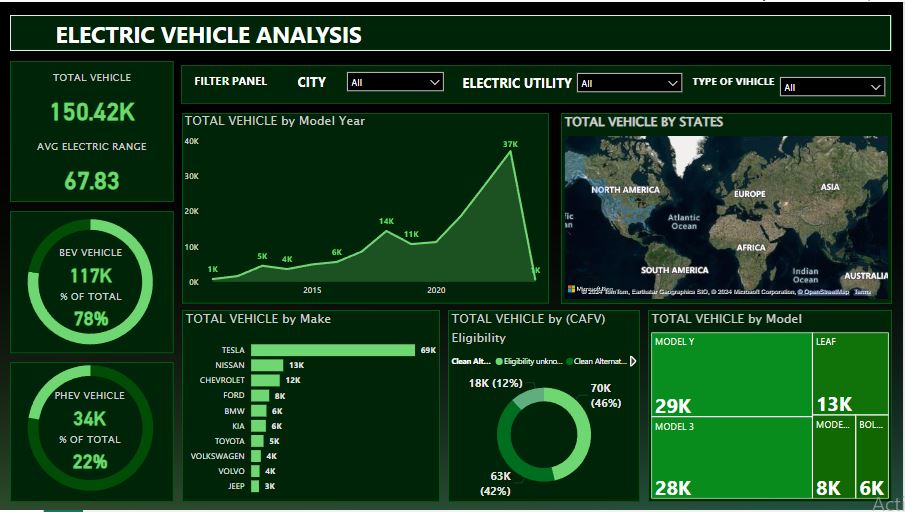 ELECTRIC VEHICLE ANALYSIS
TOTAL VEHICLE
150.42K
AVG ELECTRIC RANGE
67.83
FILTER PANEL
CITY
All
ELECTRIC UTILITY
All
TYPE OF VIHICLE
All
BEV VEHICLE
117K
% OF TOTAL
78%
PHEV VEHICLE
34K
% OF TOTAL
22%
TOTAL VEHICLE by Model Year
40K
30K
20K
10K
0K
1K
5K
4K
6K
14K
11K
37K
2015
2020
TOTAL VEHICLE BY STATES
NORTH AMERICA
EUROPE
ASIA
Atlantic
Ocean
AFRICA
SOUTH AMERICA
Indian
Ocean
AUSTRALIA
© 2024 TomTom, Earthstar Geographics SIO, © 2024 Microsoft Corporation, © OpenStreetMap Terms
TOTAL VEHICLE by Make
TESLA 69K
NISSAN 13K
CHEVROLET 12K
FORD 8K
BMW 6K
KIA 6K
TOYOTA 5K
VOLKSWAGEN 4K
VOLVO 4K
JEEP 3K
TOTAL VEHICLE by (CAFV)
Eligibility
Clean Alt... Eligibility unkno... Clean Alternat...
18K (12%)
70K
(46%)
63K
(42%)
TOTAL VEHICLE by Model
MODEL Y
29K
MODEL 3
28K
LEAF
13K
MODE...
8K
BOL...
6K